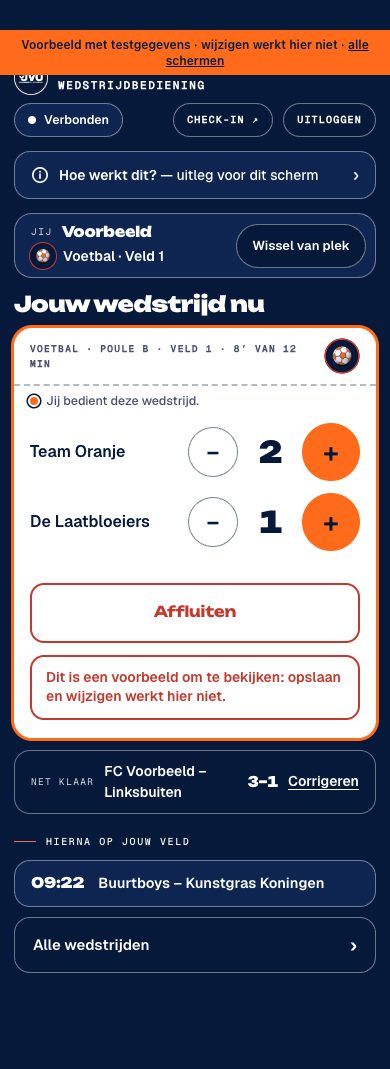 Voorbeeld met testgegevens · wijzigen werkt hier niet · alle
schermen
WEDSTRIJDBEDIENING
Verbonden
CHECK-IN ↗
UITLOGGEN
Hoe werkt dit? — uitleg voor dit scherm ›
JIJ Voorbeeld
Voetbal · Veld 1
Wissel van plek
Jouw wedstrijd nu
VOETBAL · POULE B · VELD 1 · 8’ VAN 12
MIN
Jij bedient deze wedstrijd.
Team Oranje − 2 +
De Laatbloeiers − 1 +
Affluiten
Dit is een voorbeeld om te bekijken: opslaan
en wijzigen werkt hier niet.
NET KLAAR
FC Voorbeeld –
Linksbuiten
3–1 Corrigeren
HIERNA OP JOUW VELD
09:22 Buurtboys – Kunstgras Koningen
Alle wedstrijden ›